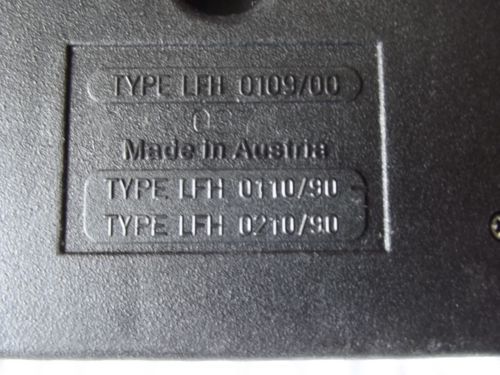 TYPE LFH 0109/00
Made in Austria
TYPE LFH 0110/90
TYPE LFH 0210/90